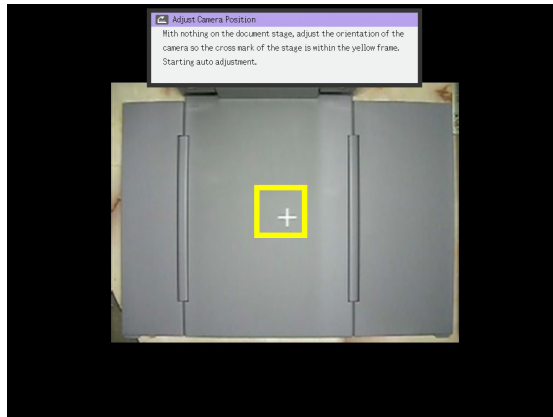 Adjust Camera Position
With nothing on the document stage, adjust the orientation of the
camera so the cross mark of the stage is within the yellow frame.
Starting auto adjustment.